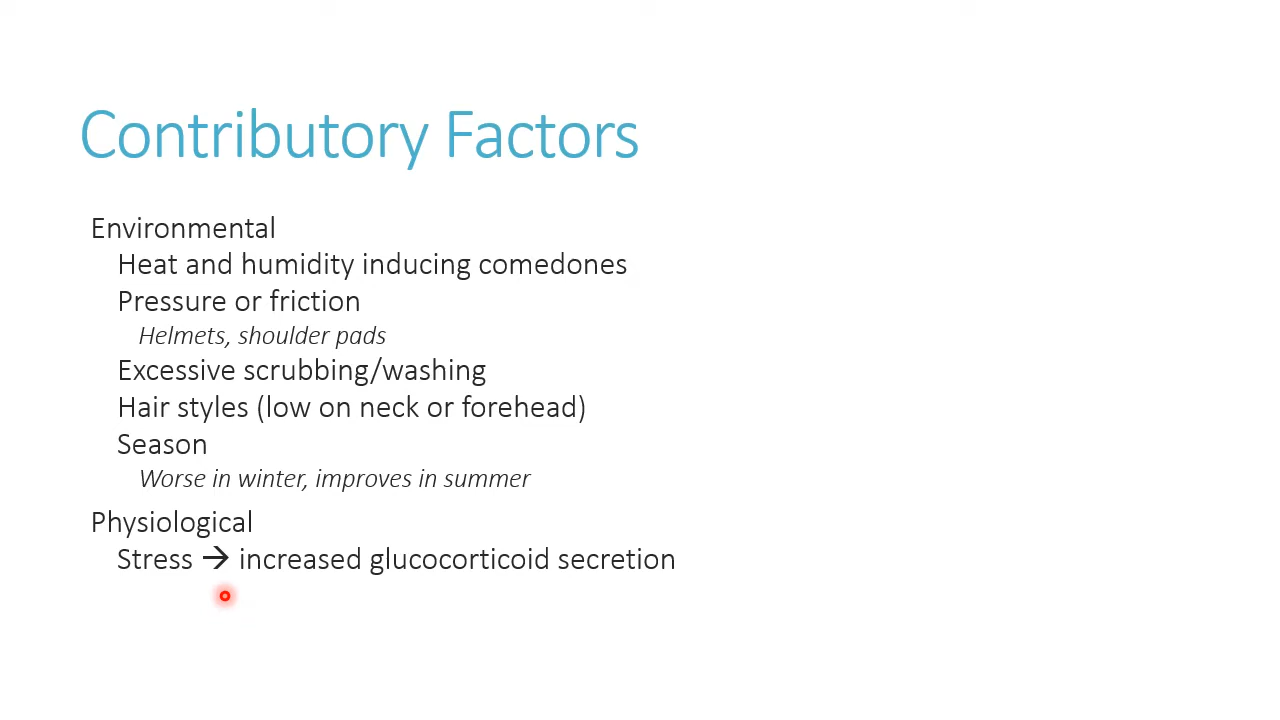 Contributory Factors
Environmental
Heat and humidity inducing comedones
Pressure or friction
Helmets, shoulder pads
Excessive scrubbing/washing
Hair styles (low on neck or forehead)
Season
Worse in winter, improves in summer
Physiological
Stress → increased glucocorticoid secretion